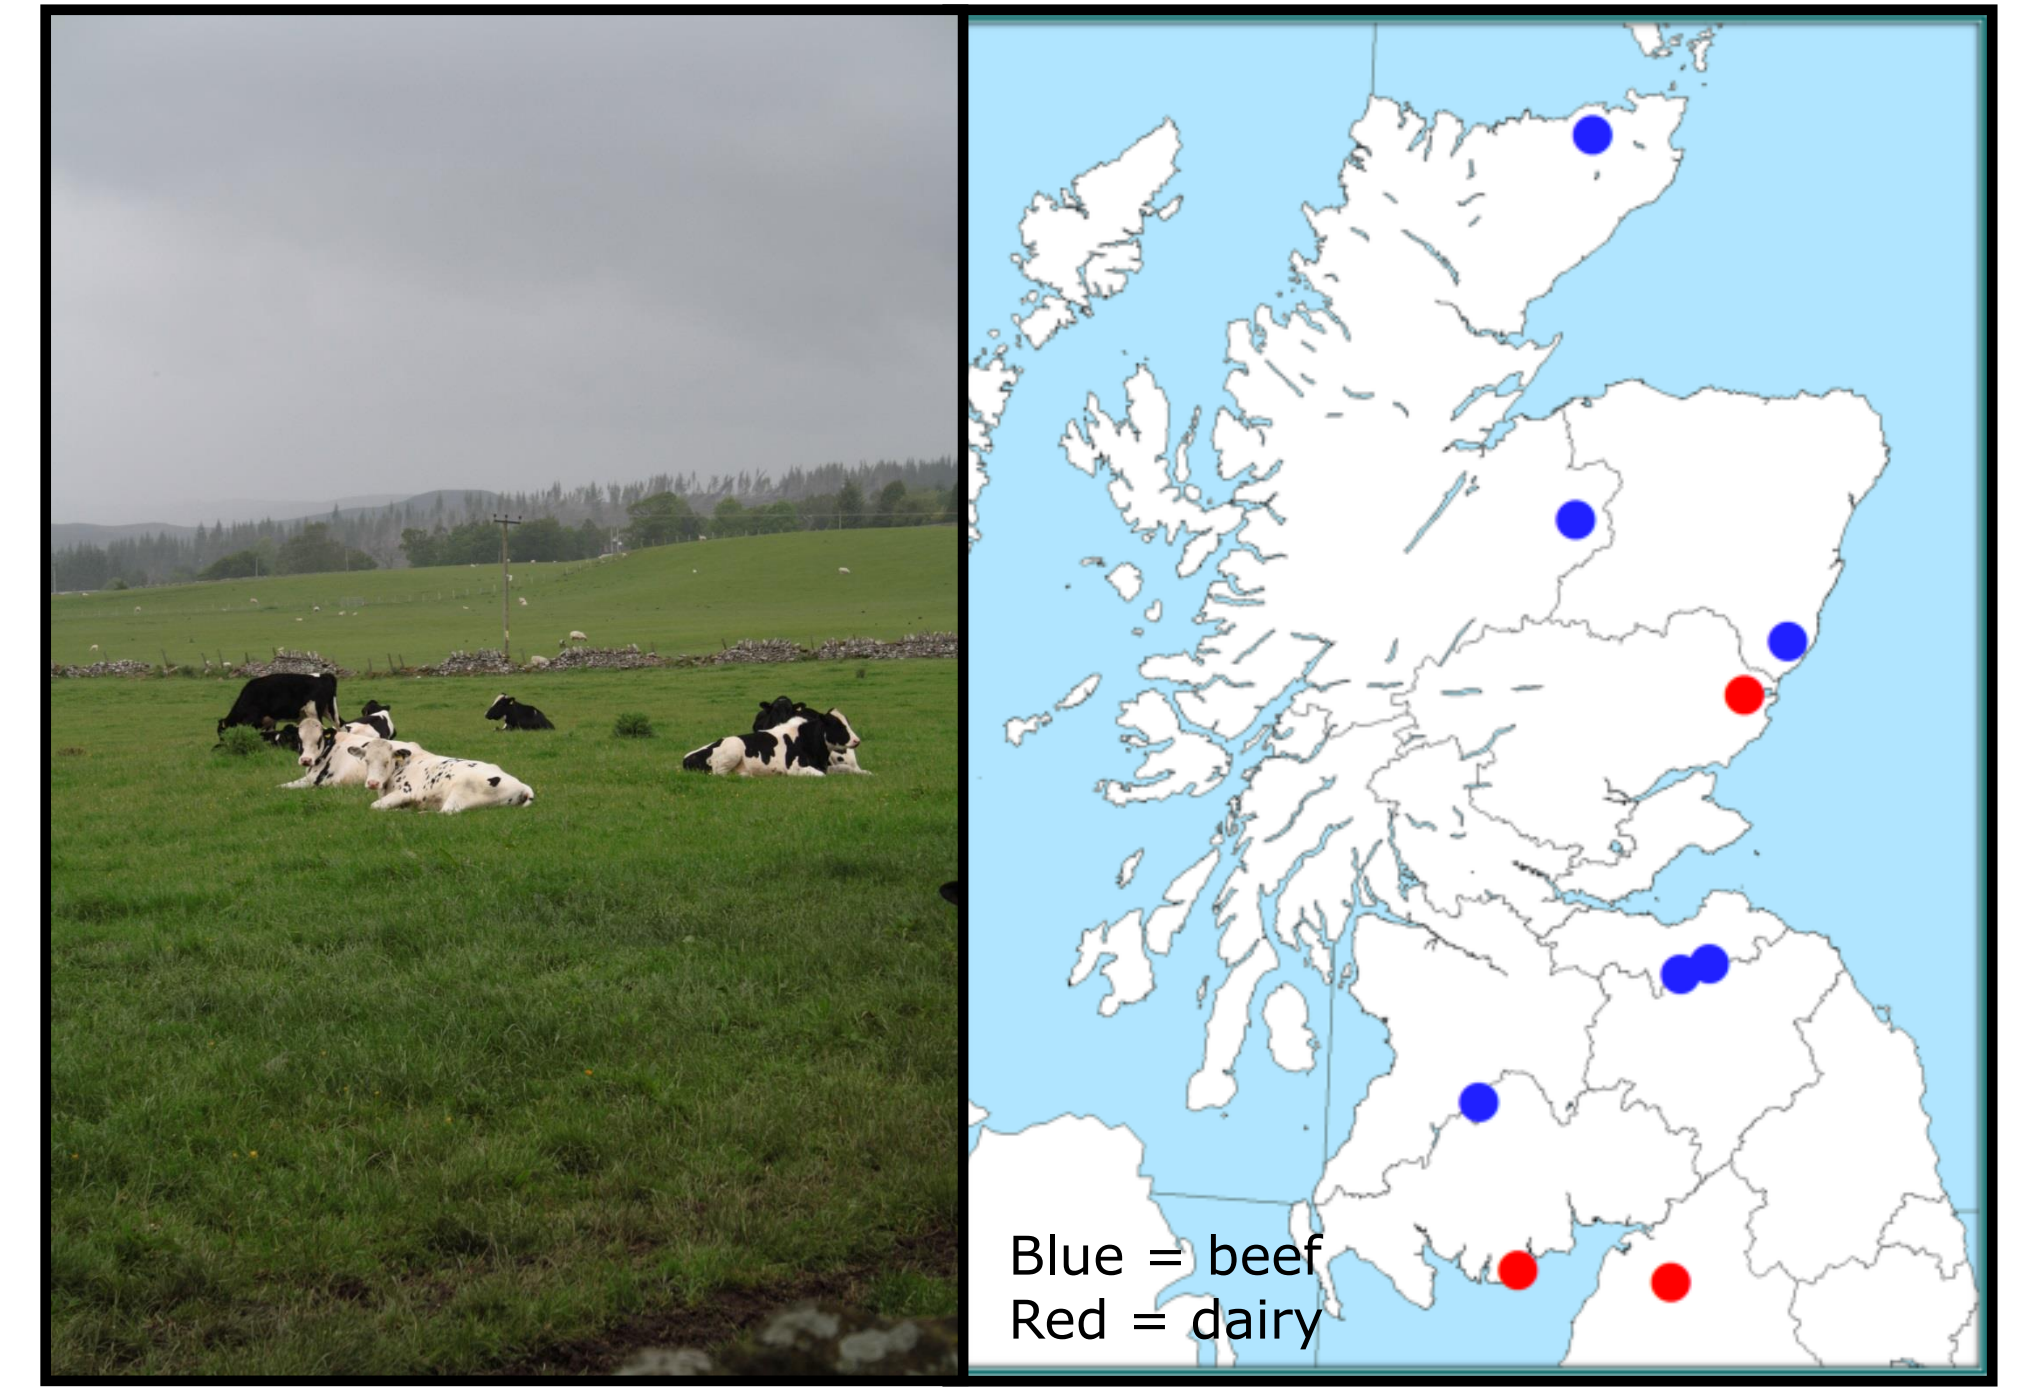 Blue = beef
Red = dairy